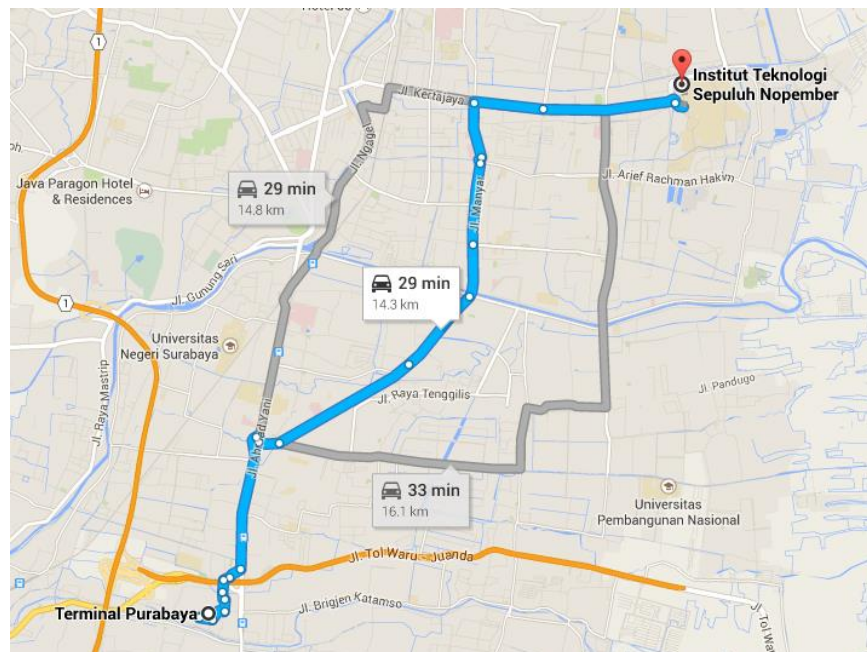 1
Institut Teknologi
Sepuluh Nopember
Jl. Kertajaya
Jl. Ngagel
Java Paragon Hotel
& Residences
29 min
14.8 km
Jl. Manyar
Jl. Arief Rachman Hakim
Jl. Gunung Sari
29 min
14.3 km
1
Universitas
Negeri Surabaya
Jl. Raya Mastrip
Jl. Raya Tenggilis
Jl. Pandugo
Jl. Ahmad Yani
33 min
16.1 km
Universitas
Pembangunan Nasional
Jl. Tol Waru - Juanda
Terminal Purabaya
Jl. Brigjen Katamso
Jl. Tol Wa